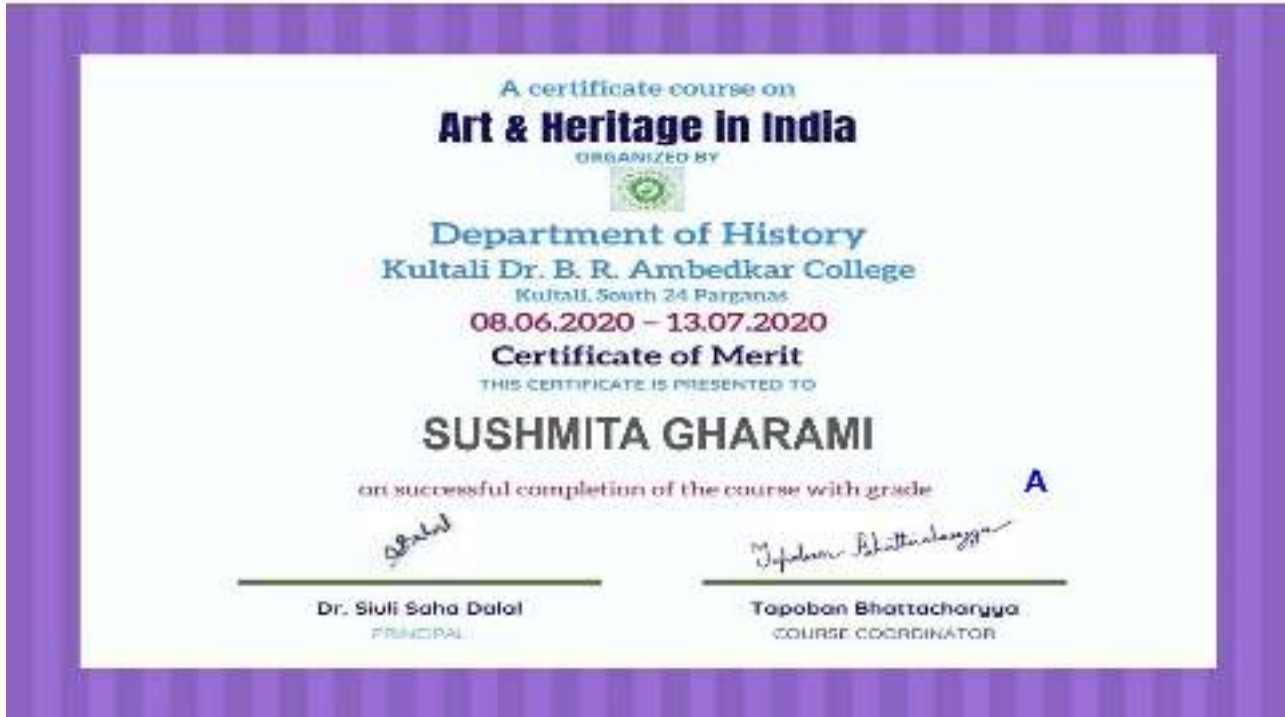 A certificate course on
Art & Heritage in India
ORGANIZED BY
Department of History
Kultali Dr. B. R. Ambedkar College
Kultali, South 24 Parganas
08.06.2020 – 13.07.2020
Certificate of Merit
THIS CERTIFICATE IS PRESENTED TO
SUSHMITA GHARAMI
on successful completion of the course with grade A
Tapoban Bhattacharyya
Dr. Siuli Saha Dalal Tapoban Bhattacharyya
PRINCIPAL COURSE COORDINATOR